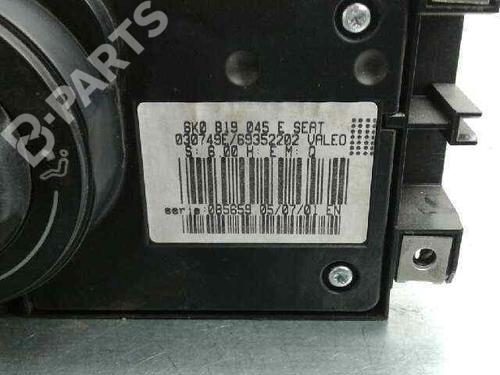 B-PARTS
6K0 819 045 E SEAT
030749E/69352202 VALEO
S: 6.00 H: E M: Q
serie:085659 05/07/01 EN